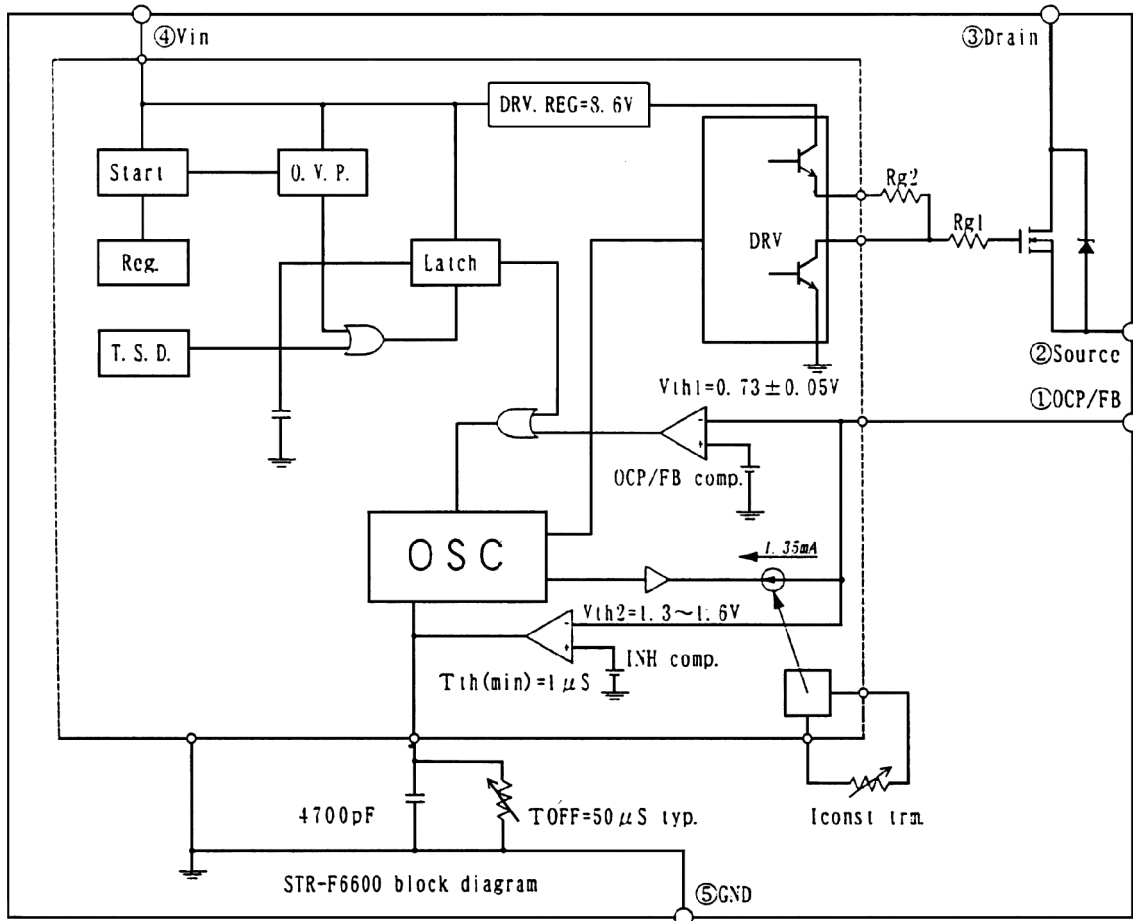 ④Vin
③Drain
DRV. REG=8. 6V
Start
O. V. P.
Rg2
Rg1
DRV
Reg.
Latch
T. S. D.
②Source
Vth1=0. 73±0. 05V
①OCP/FB
-
+
OCP/FB comp.
OSC
1. 35mA
Vth2=1. 3～1. 6V
-
+
INH comp.
Tth(min)=1μS
4700pF
TOFF=50μS typ.
Iconst trm.
STR-F6600 block diagram
⑤GND